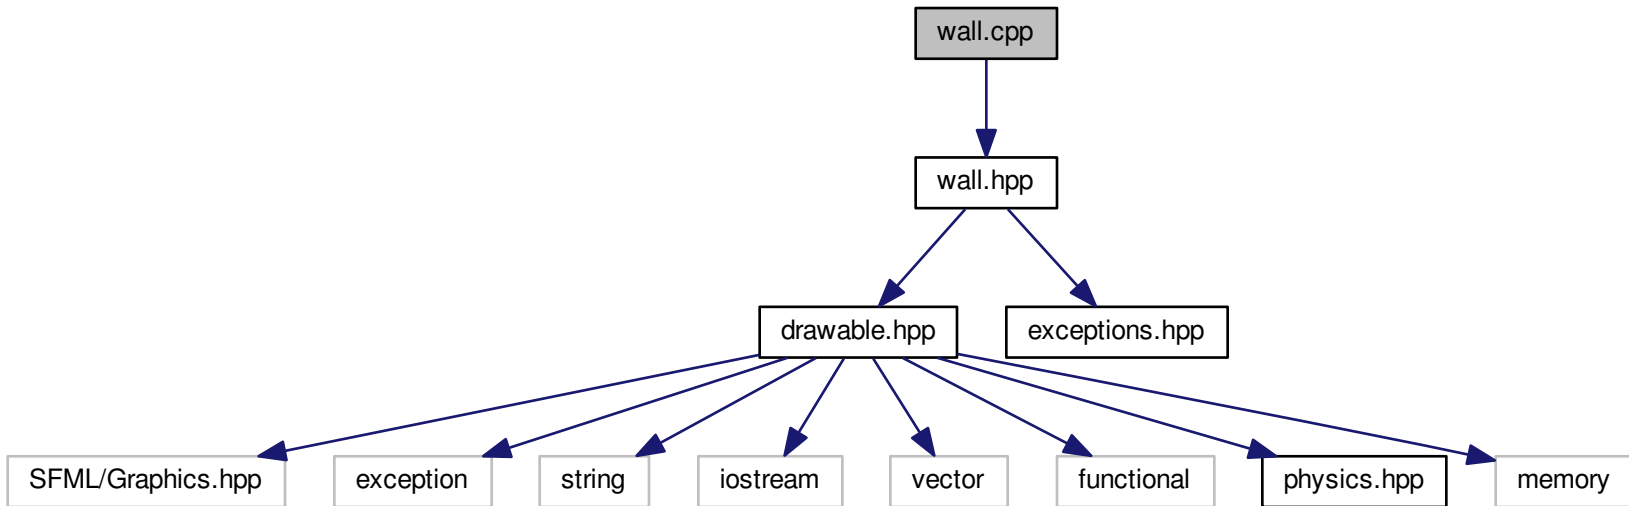 wall.cpp
wall.hpp
drawable.hpp
exceptions.hpp
SFML/Graphics.hpp
exception
string
iostream
vector
functional
physics.hpp
memory